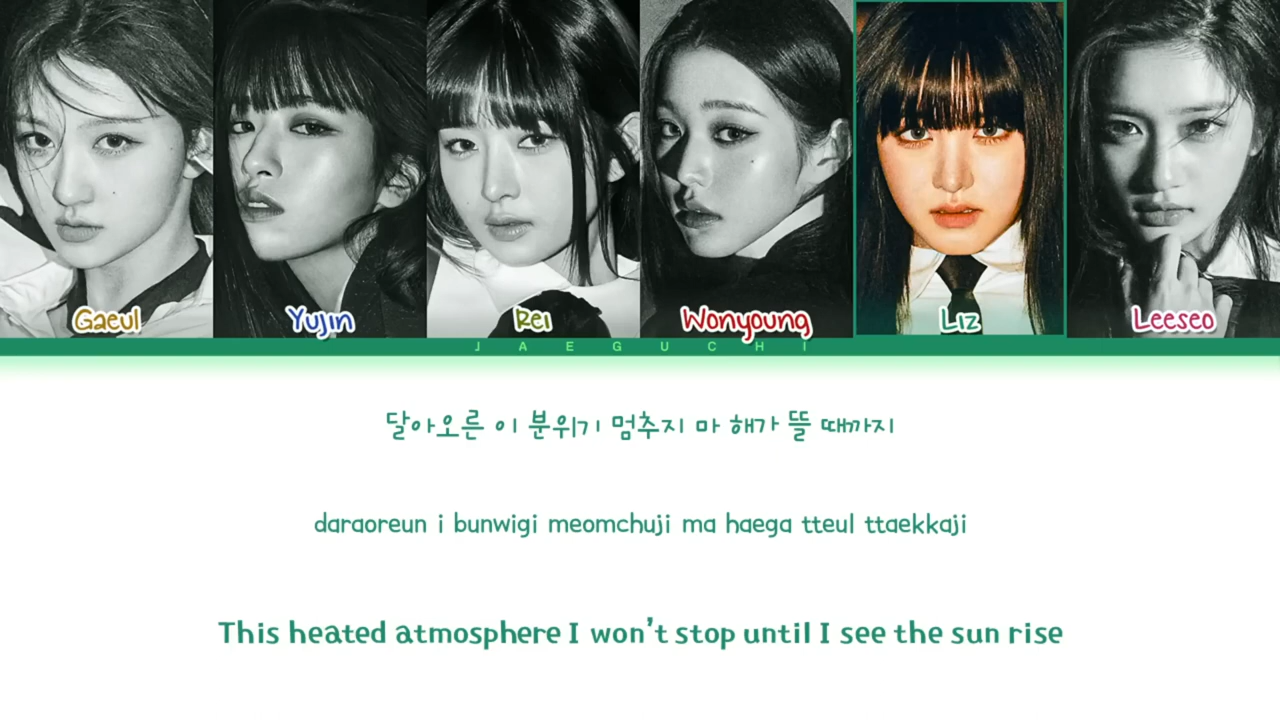 Gaeul
Yujin
Rei
Wonyoung
Liz
Leeseo
JAEGUCHI
달아오른 이 분위기 멈추지 마 해가 뜰 때까지
daraoreun i bunwigi meomchuji ma haega tteul ttaekkaji
This heated atmosphere I won't stop until I see the sun rise